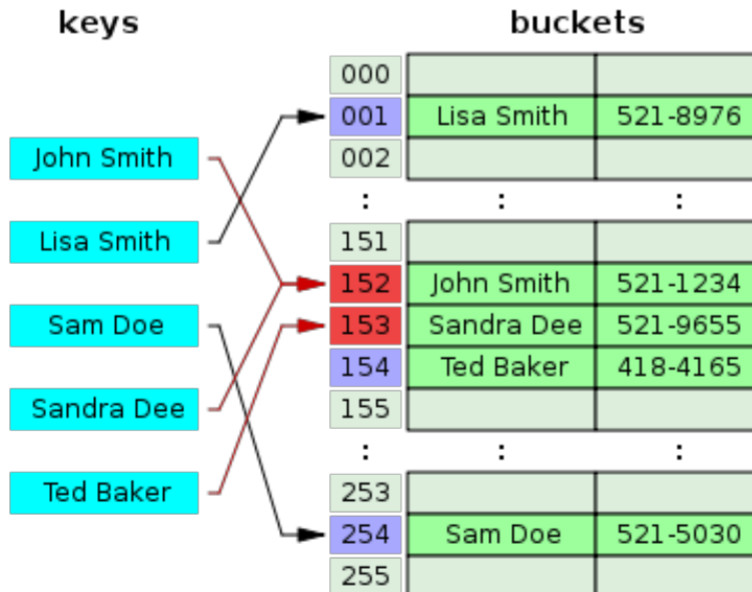 keys
buckets
John Smith
Lisa Smith
Sam Doe
Sandra Dee
Ted Baker
000
001 Lisa Smith 521-8976
002
: : :
151
152 John Smith 521-1234
153 Sandra Dee 521-9655
154 Ted Baker 418-4165
155
: : :
253
254 Sam Doe 521-5030
255